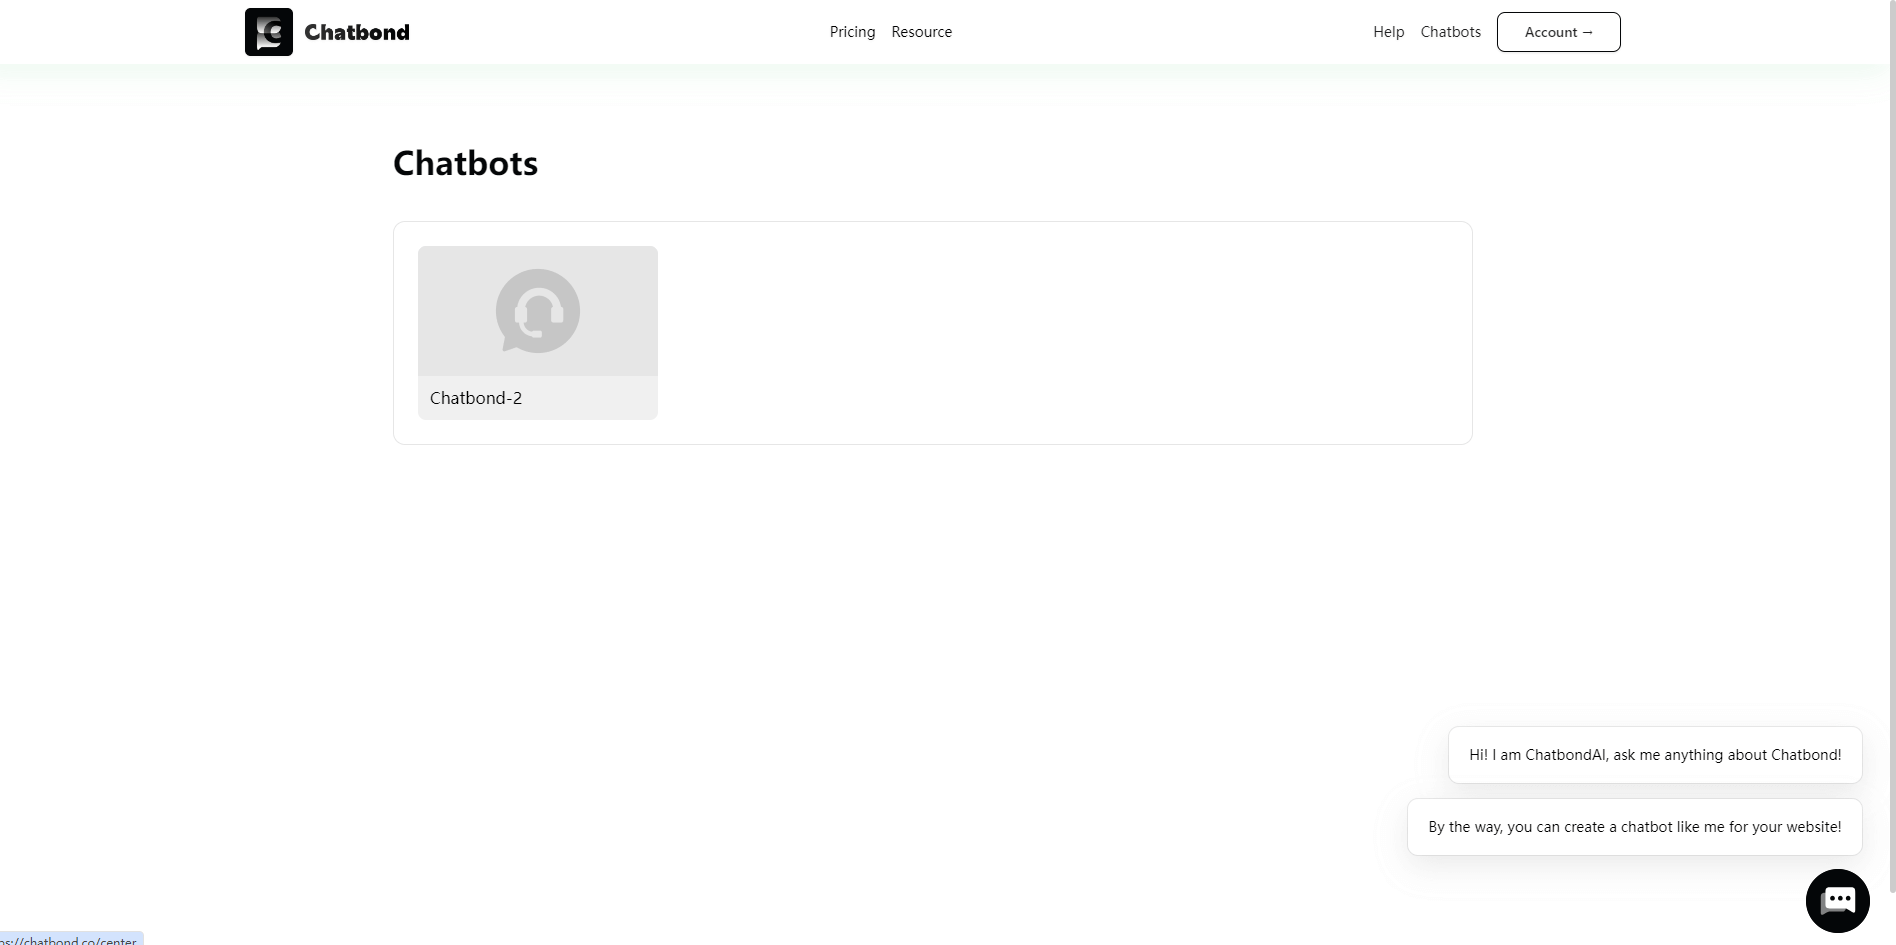 Chatbond
Pricing Resource
Help Chatbots Account →
Chatbots
Chatbond-2
Hi! I am ChatbondAI, ask me anything about Chatbond!
By the way, you can create a chatbot like me for your website!
ps://chatbond.co/center